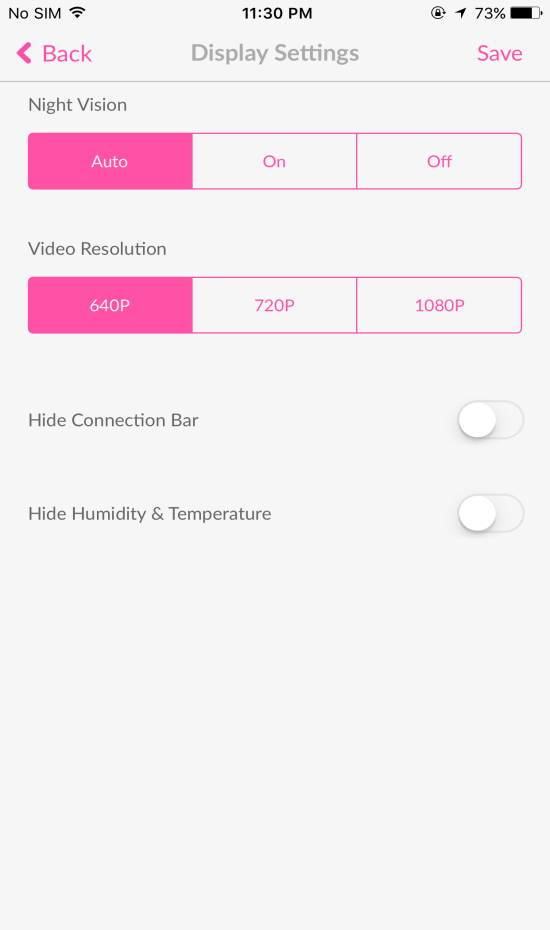 No SIM 11:30 PM 73%
Back Display Settings Save
Night Vision
Auto On Off
Video Resolution
640P 720P 1080P
Hide Connection Bar
Hide Humidity & Temperature